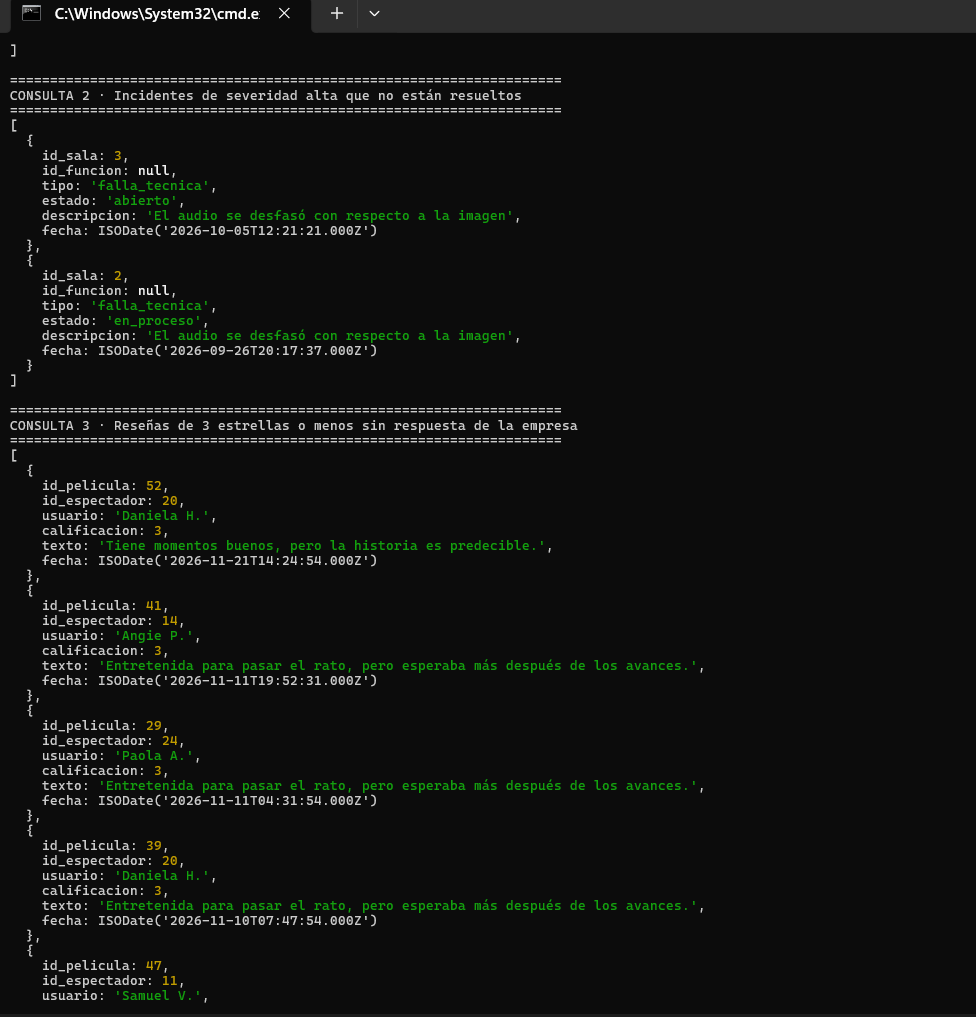 C:\Windows\System32\cmd.e
]
=====================================================================
CONSULTA 2 · Incidentes de severidad alta que no están resueltos
=====================================================================
[
  {
    id_sala: 3,
    id_funcion: null,
    tipo: 'falla_tecnica',
    estado: 'abierto',
    descripcion: 'El audio se desfasó con respecto a la imagen',
    fecha: ISODate('2026-10-05T12:21:21.000Z')
  },
  {
    id_sala: 2,
    id_funcion: null,
    tipo: 'falla_tecnica',
    estado: 'en_proceso',
    descripcion: 'El audio se desfasó con respecto a la imagen',
    fecha: ISODate('2026-09-26T20:17:37.000Z')
  }
]
=====================================================================
CONSULTA 3 · Reseñas de 3 estrellas o menos sin respuesta de la empresa
=====================================================================
[
  {
    id_pelicula: 52,
    id_espectador: 20,
    usuario: 'Daniela H.',
    calificacion: 3,
    texto: 'Tiene momentos buenos, pero la historia es predecible.',
    fecha: ISODate('2026-11-21T14:24:54.000Z')
  },
  {
    id_pelicula: 41,
    id_espectador: 14,
    usuario: 'Angie P.',
    calificacion: 3,
    texto: 'Entretenida para pasar el rato, pero esperaba más después de los avances.',
    fecha: ISODate('2026-11-11T19:52:31.000Z')
  },
  {
    id_pelicula: 29,
    id_espectador: 24,
    usuario: 'Paola A.',
    calificacion: 3,
    texto: 'Entretenida para pasar el rato, pero esperaba más después de los avances.',
    fecha: ISODate('2026-11-11T04:31:54.000Z')
  },
  {
    id_pelicula: 39,
    id_espectador: 20,
    usuario: 'Daniela H.',
    calificacion: 3,
    texto: 'Entretenida para pasar el rato, pero esperaba más después de los avances.',
    fecha: ISODate('2026-11-10T07:47:54.000Z')
  },
  {
    id_pelicula: 47,
    id_espectador: 11,
    usuario: 'Samuel V.',